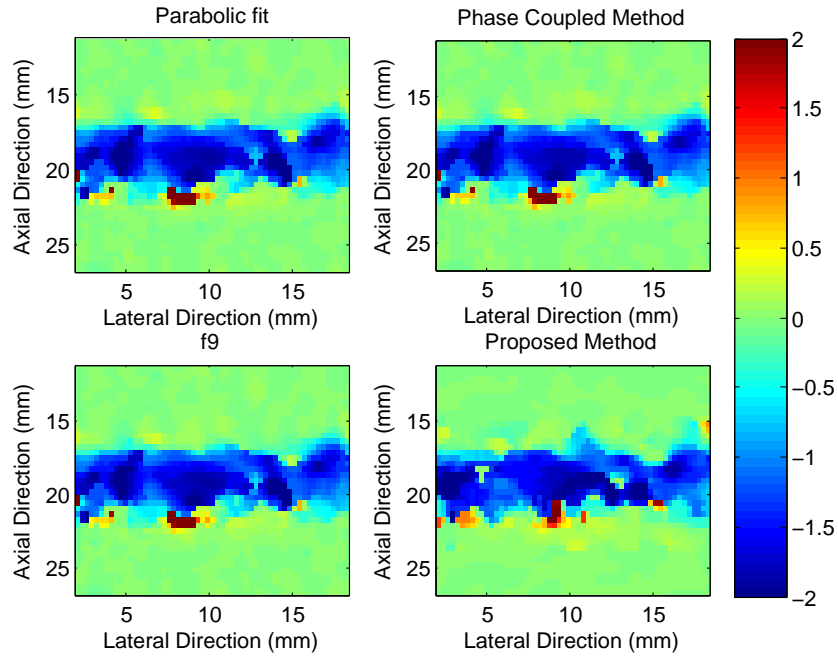 Parabolic fit
Axial Direction (mm)
15
20
25
5
10
15
Lateral Direction (mm)
Phase Coupled Method
Axial Direction (mm)
15
20
25
5
10
15
Lateral Direction (mm)
f9
Axial Direction (mm)
15
20
25
5
10
15
Lateral Direction (mm)
Proposed Method
Axial Direction (mm)
15
20
25
5
10
15
Lateral Direction (mm)
2
1.5
1
0.5
0
−0.5
−1
−1.5
−2